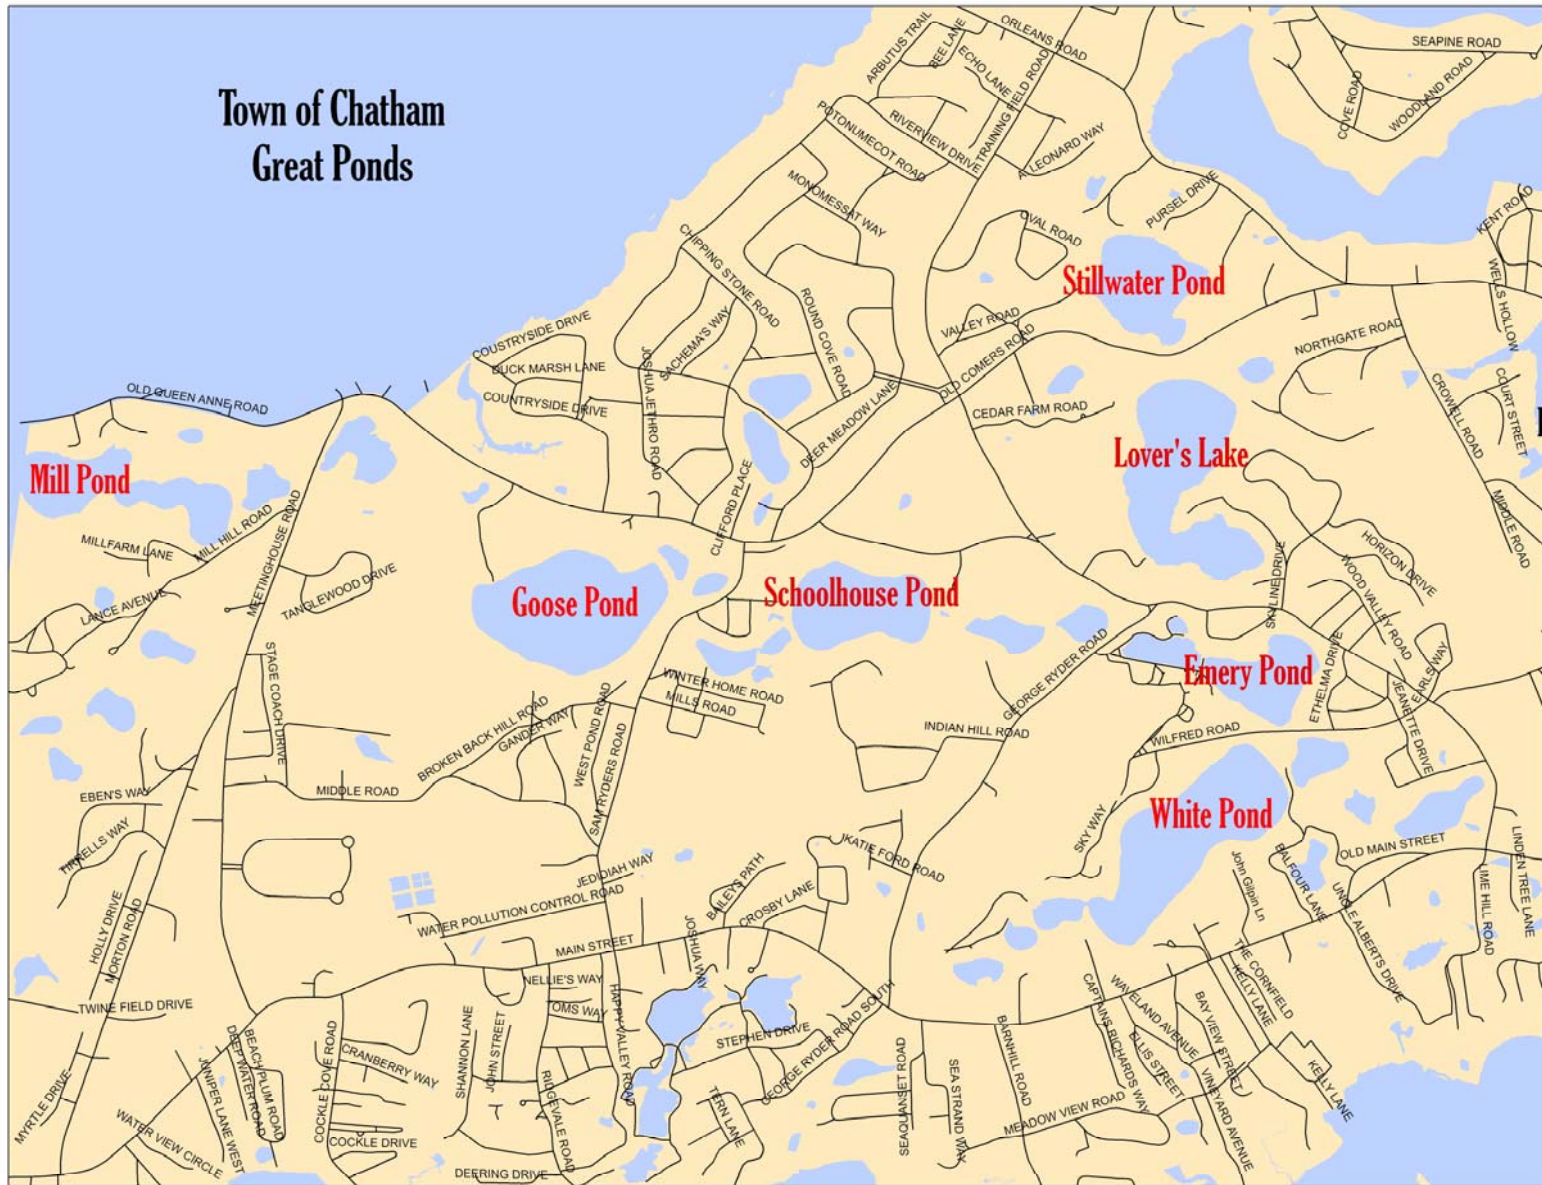 Town of Chatham
Great Ponds
ARBUTUS TRAIL
BEE LANE
ORLEANS ROAD
ECHO LANE
TRAINING FIELD ROAD
SEAPINE ROAD
COVE ROAD
WOODLAND ROAD
POTONUMECOT ROAD
RIVERVIEW DRIVE
A. LEONARD WAY
MONOMESSAT WAY
PURSEL DRIVE
OVAL ROAD
KENT ROAD
CHIPPING STONE ROAD
Stillwater Pond
WELLS HOLLOW
ROUND COVE ROAD
SACHEMA'S WAY
VALLEY ROAD
OLD COMERS ROAD
NORTHGATE ROAD
COUSTRYSIDE DRIVE
DUCK MARSH LANE
COUNTRYSIDE DRIVE
JOSHUA JETHRO ROAD
OLD QUEEN ANNE ROAD
DEER MEADOW LANE
CEDAR FARM ROAD
CROWELL ROAD
COURT STREET
Mill Pond
Lover's Lake
CLIFFORD PLACE
MIDDLE ROAD
MILL HILL ROAD
MEETINGHOUSE ROAD
MILLFARM LANE
TANGLEWOOD DRIVE
LANCE AVENUE
Goose Pond
Schoolhouse Pond
SKYLINE DRIVE
HORIZON DRIVE
WOOD VALLEY ROAD
STAGE COACH DRIVE
WINTER HOME ROAD
MILLS ROAD
GEORGE RYDER ROAD
Emery Pond
ETHELMA DRIVE
EARLS WAY
JEANETTE DRIVE
BROKEN BACK HILL ROAD
GANDER WAY
WEST POND ROAD
SAM RYDERS ROAD
INDIAN HILL ROAD
WILFRED ROAD
EBEN'S WAY
MIDDLE ROAD
White Pond
SKY WAY
TIRRELLS WAY
KATIE FORD ROAD
OLD MAIN STREET
LINDEN TREE LANE
LIME HILL ROAD
BALFOUR LANE
John Gilpin Ln
UNCLE ALBERTS DRIVE
JEDIDIAH WAY
WATER POLLUTION CONTROL ROAD
BAILEYS PATH
CROSBY LANE
HOLLY DRIVE
MORTON ROAD
MAIN STREET
JOSHUA WAY
THE CORNFIELD
KELLY LANE
NELLIE'S WAY
TOMS WAY
HAPPY VALLEY ROAD
TWINE FIELD DRIVE
STEPHEN DRIVE
GEORGE RYDER ROAD SOUTH
CAPTAINS RICHARDS WAY
WAVELAND AVENUE
BAY VIEW STREET
ELLIS STREET
VINEYARD AVENUE
KELLY LANE
BARNHILL ROAD
SEAQUANSET ROAD
SEA STRAND WAY
MEADOW VIEW ROAD
MYRTLE DRIVE
WATER VIEW CIRCLE
JUNIPER LANE WEST
DEEP WATER ROAD
BEACH PLUM ROAD
COCKLE COVE ROAD
CRANBERRY WAY
COCKLE DRIVE
SHANNON LANE
JOHN STREET
RIDGEVALE ROAD
TERN LANE
DEERING DRIVE